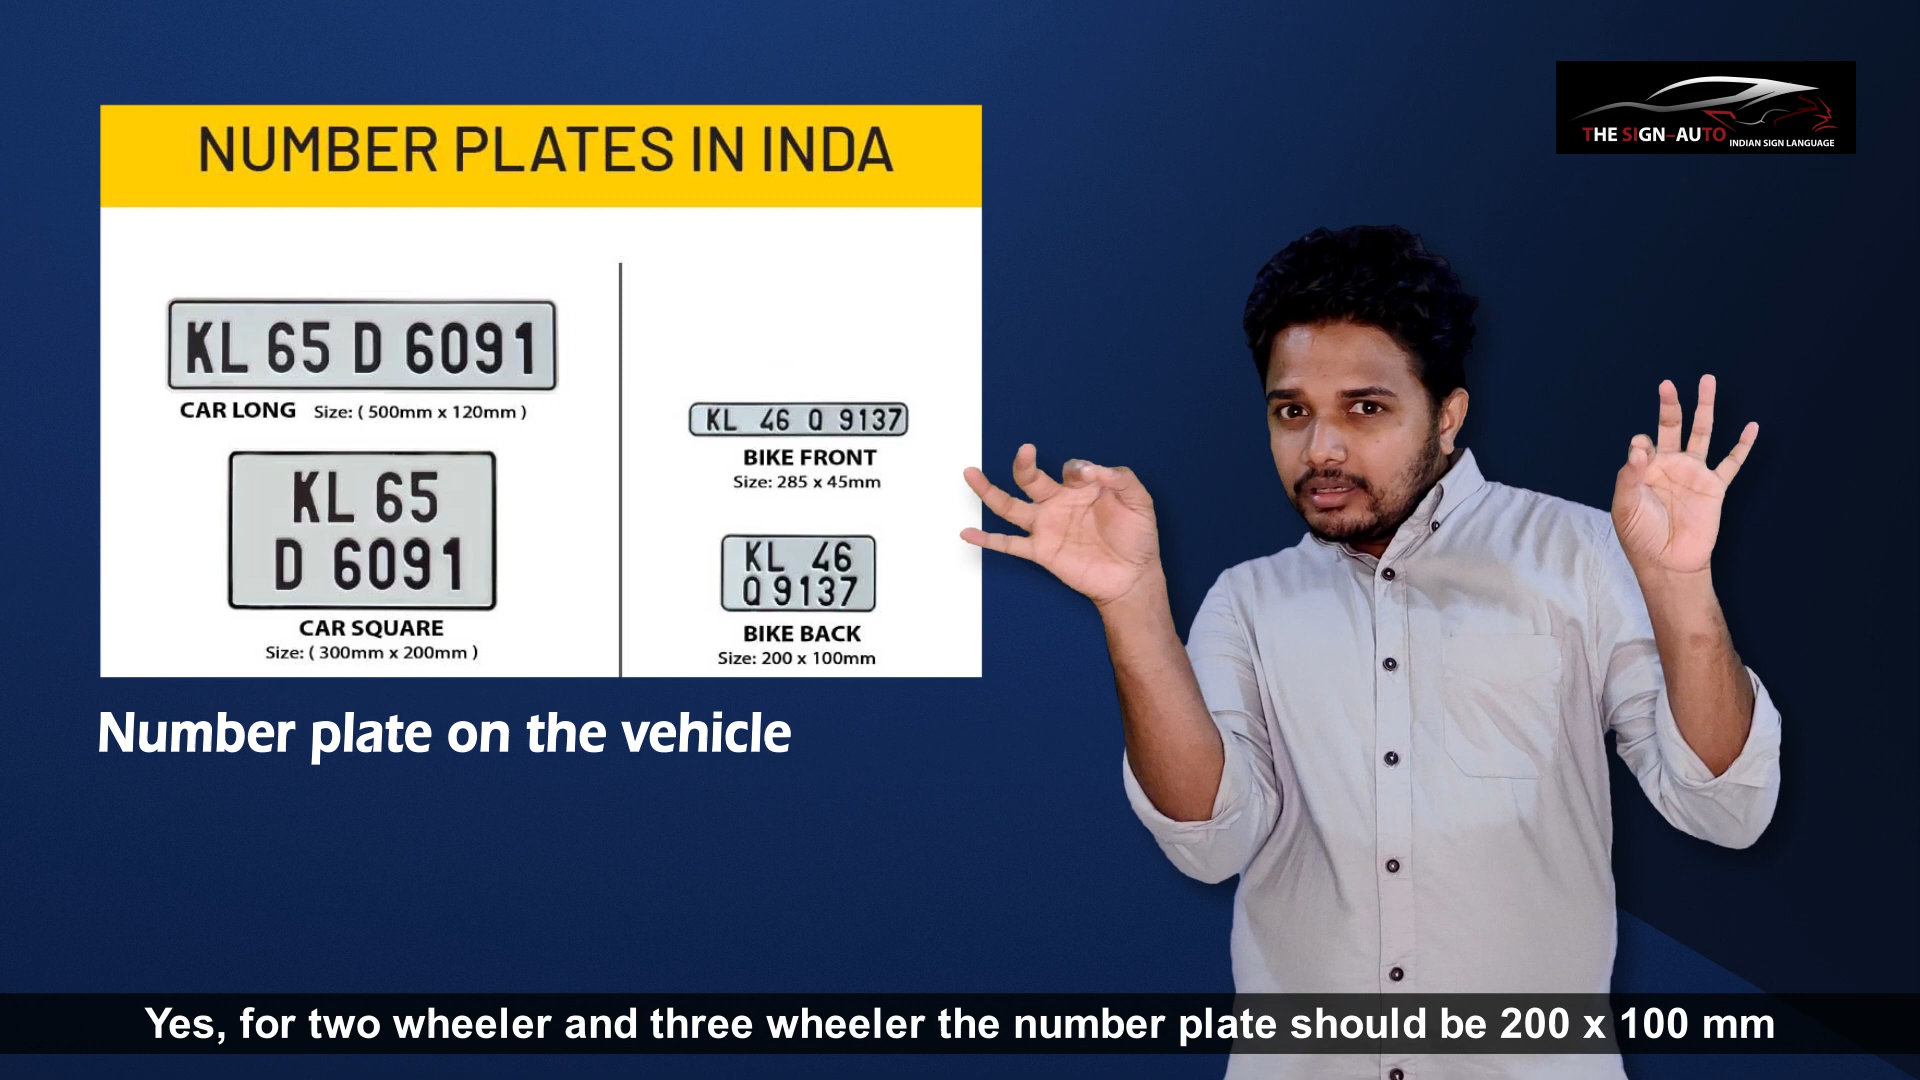 THE SIGN-AUTO INDIAN SIGN LANGUAGE
NUMBER PLATES IN INDA
KL 65 D 6091
CAR LONG Size: ( 500mm x 120mm )
KL 65
D 6091
CAR SQUARE
Size: ( 300mm x 200mm )
KL 46 Q 9137
BIKE FRONT
Size: 285 x 45mm
KL 46
Q 9137
BIKE BACK
Size: 200 x 100mm
Number plate on the vehicle
Yes, for two wheeler and three wheeler the number plate should be 200 x 100 mm